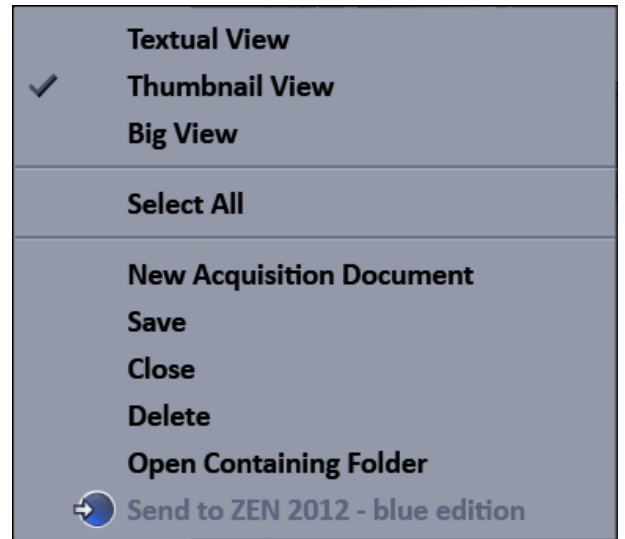 Textual View
Thumbnail View
Big View
Select All
New Acquisition Document
Save
Close
Delete
Open Containing Folder
Send to ZEN 2012 - blue edition